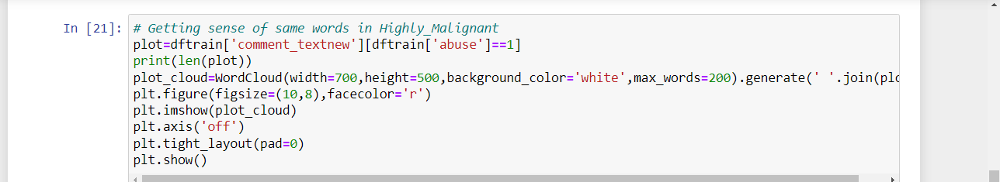 In [21]: # Getting sense of same words in Highly_Malignant
plot=dftrain['comment_textnew'][dftrain['abuse']==1]
print(len(plot))
plot_cloud=WordCloud(width=700,height=500,background_color='white',max_words=200).generate(' '.join(plo
plt.figure(figsize=(10,8),facecolor='r')
plt.imshow(plot_cloud)
plt.axis('off')
plt.tight_layout(pad=0)
plt.show()